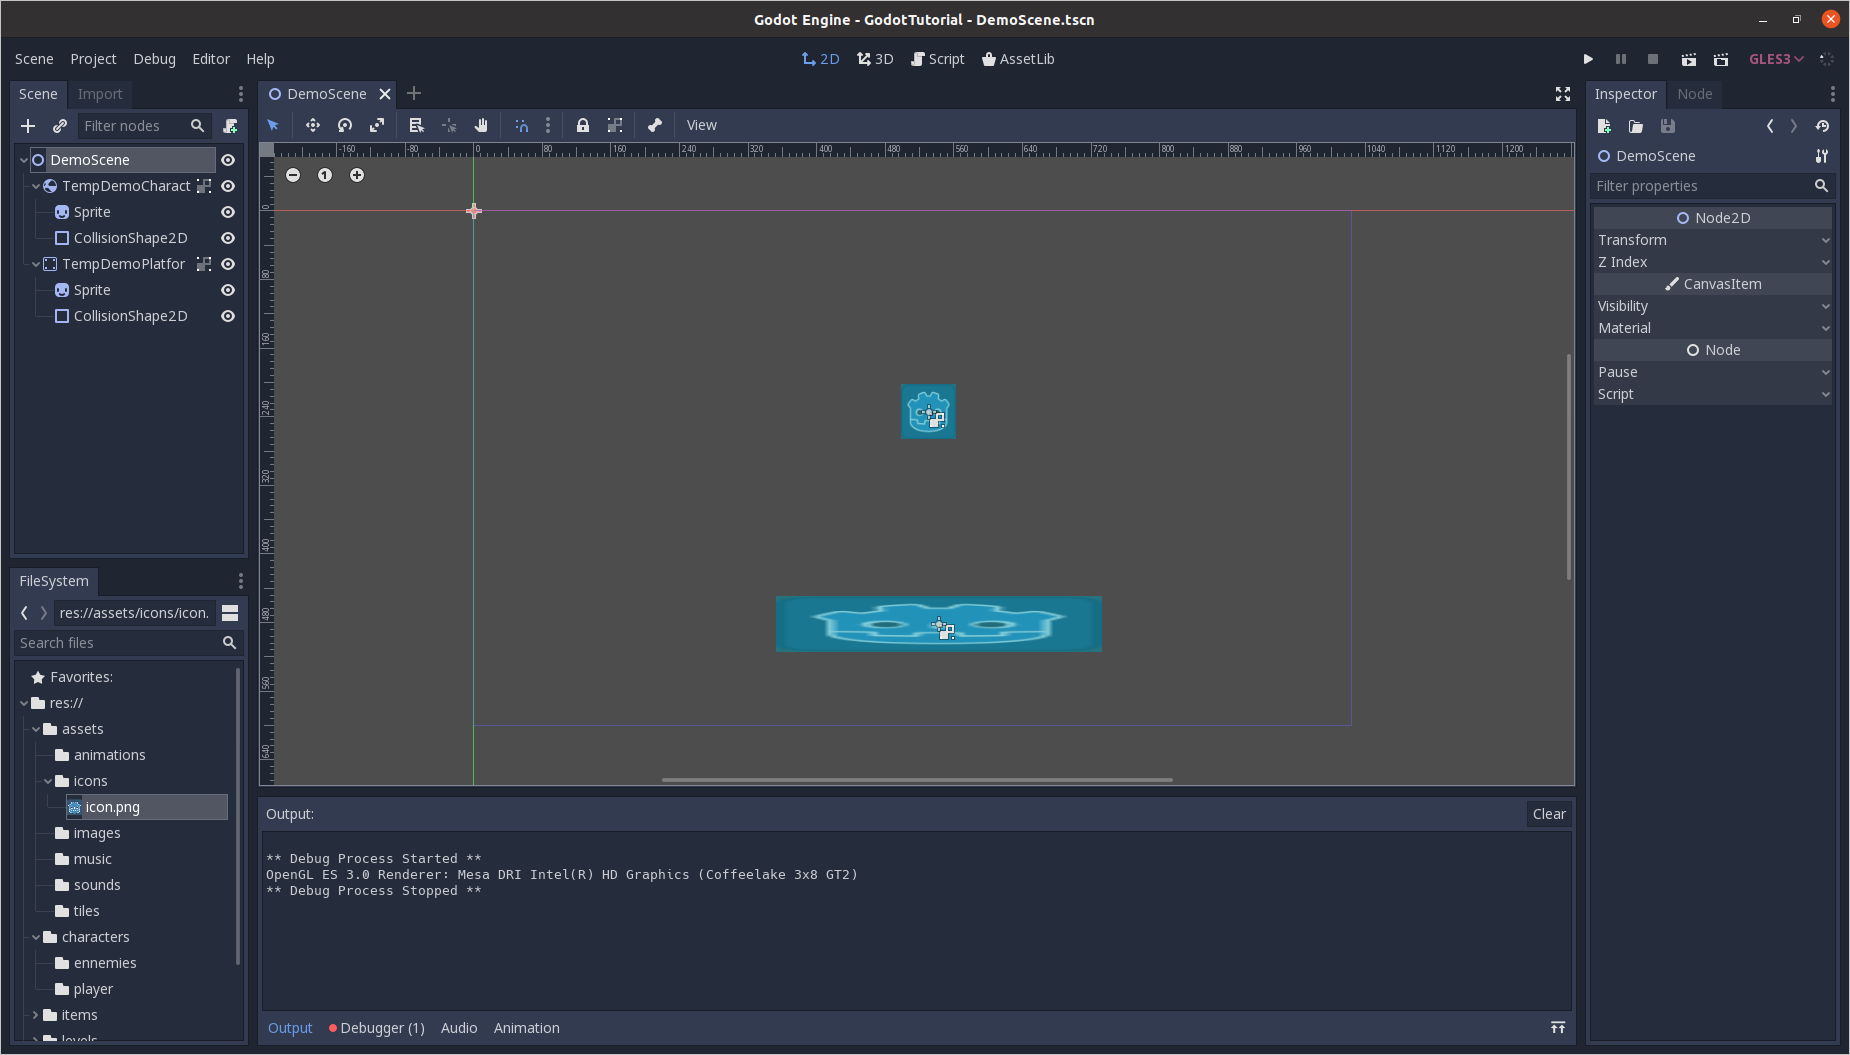 Godot Engine - GodotTutorial - DemoScene.tscn
Scene Project Debug Editor Help
2D 3D Script AssetLib
GLES3
Scene Import
Filter nodes
DemoScene
TempDemoCharact
Sprite
CollisionShape2D
TempDemoPlatfor
Sprite
CollisionShape2D
FileSystem
res://assets/icons/icon.
Search files
Favorites:
res://
assets
animations
icons
icon.png
images
music
sounds
tiles
characters
ennemies
player
items
levels
DemoScene
View
-160 -80 0 80 160 240 320 400 480 560 640 720 800 880 960 1040 1120 1200
1
0
80
160
240
320
400
480
560
640
Output:
Clear
** Debug Process Started **
OpenGL ES 3.0 Renderer: Mesa DRI Intel(R) HD Graphics (Coffeelake 3x8 GT2)
** Debug Process Stopped **
Output Debugger (1) Audio Animation
Inspector Node
DemoScene
Filter properties
Node2D
Transform
Z Index
CanvasItem
Visibility
Material
Node
Pause
Script